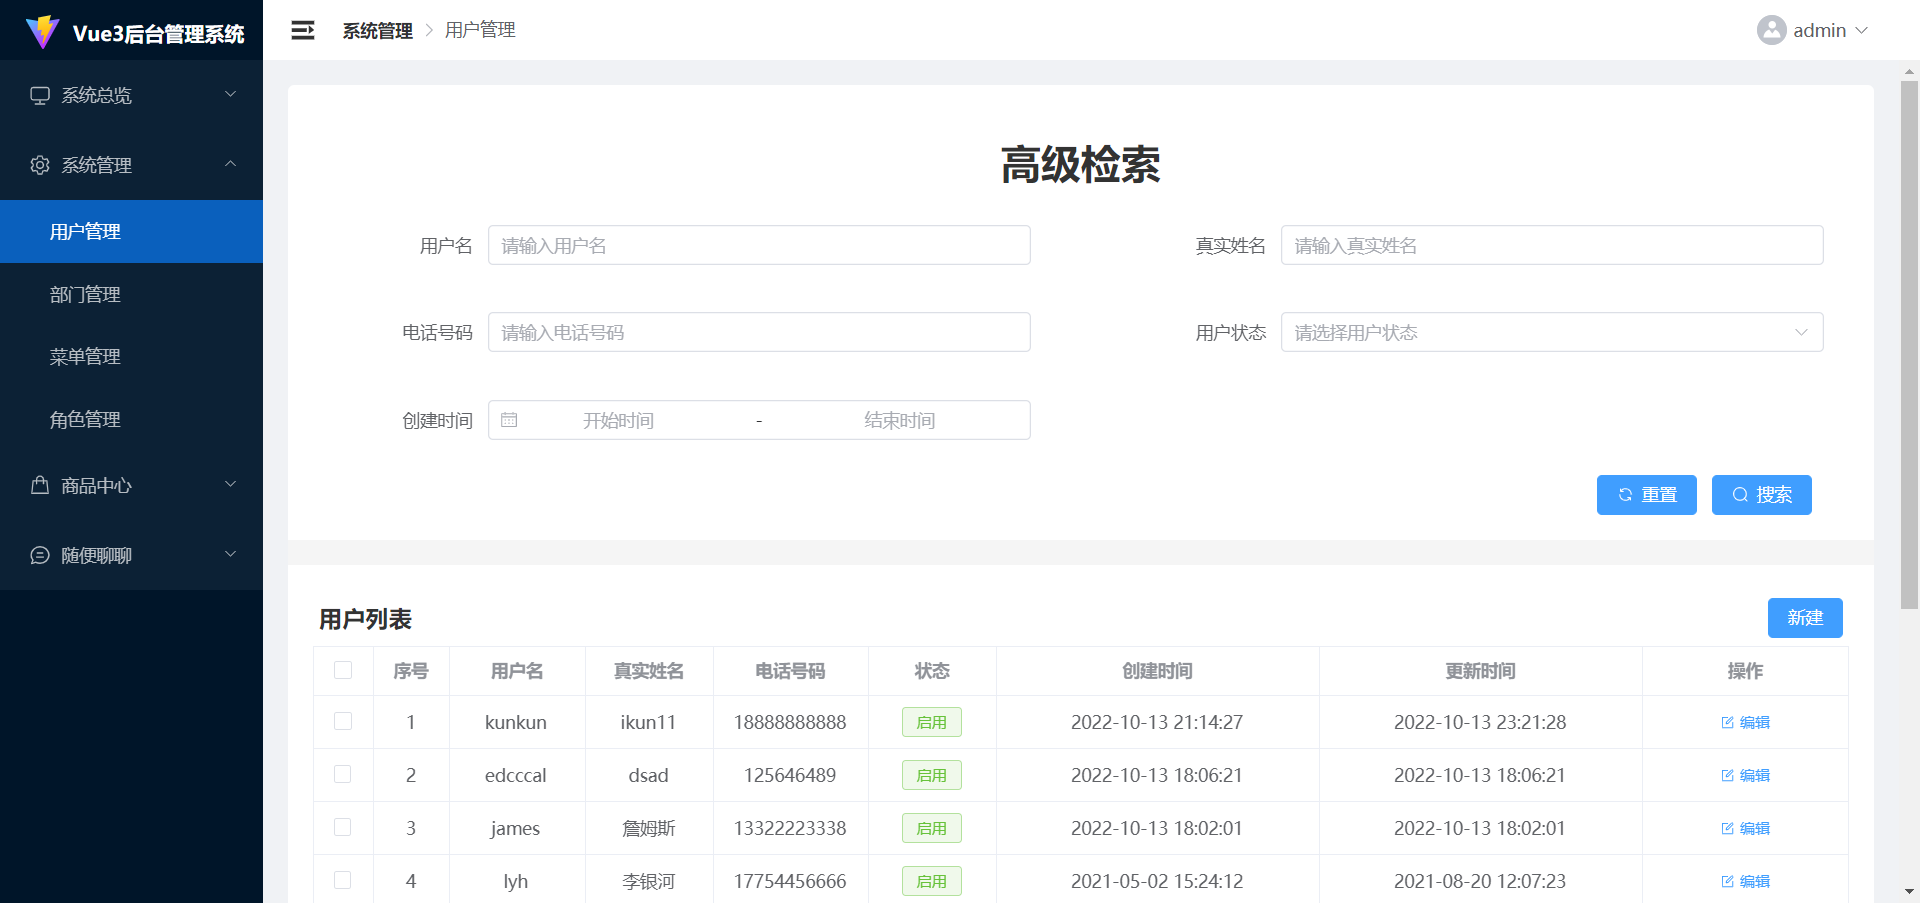 Vue3后台管理系统
系统总览
系统管理
用户管理
部门管理
菜单管理
角色管理
商品中心
随便聊聊
系统管理 用户管理
admin
高级检索
用户名 请输入用户名 真实姓名 请输入真实姓名
电话号码 请输入电话号码 用户状态 请选择用户状态
创建时间 开始时间 - 结束时间
重置 搜索
用户列表 新建
序号 用户名 真实姓名 电话号码 状态 创建时间 更新时间 操作
1 kunkun ikun11 18888888888 启用 2022-10-13 21:14:27 2022-10-13 23:21:28 编辑
2 edcccal dsad 125646489 启用 2022-10-13 18:06:21 2022-10-13 18:06:21 编辑
3 james 詹姆斯 13322223338 启用 2022-10-13 18:02:01 2022-10-13 18:02:01 编辑
4 lyh 李银河 17754456666 启用 2021-05-02 15:24:12 2021-08-20 12:07:23 编辑